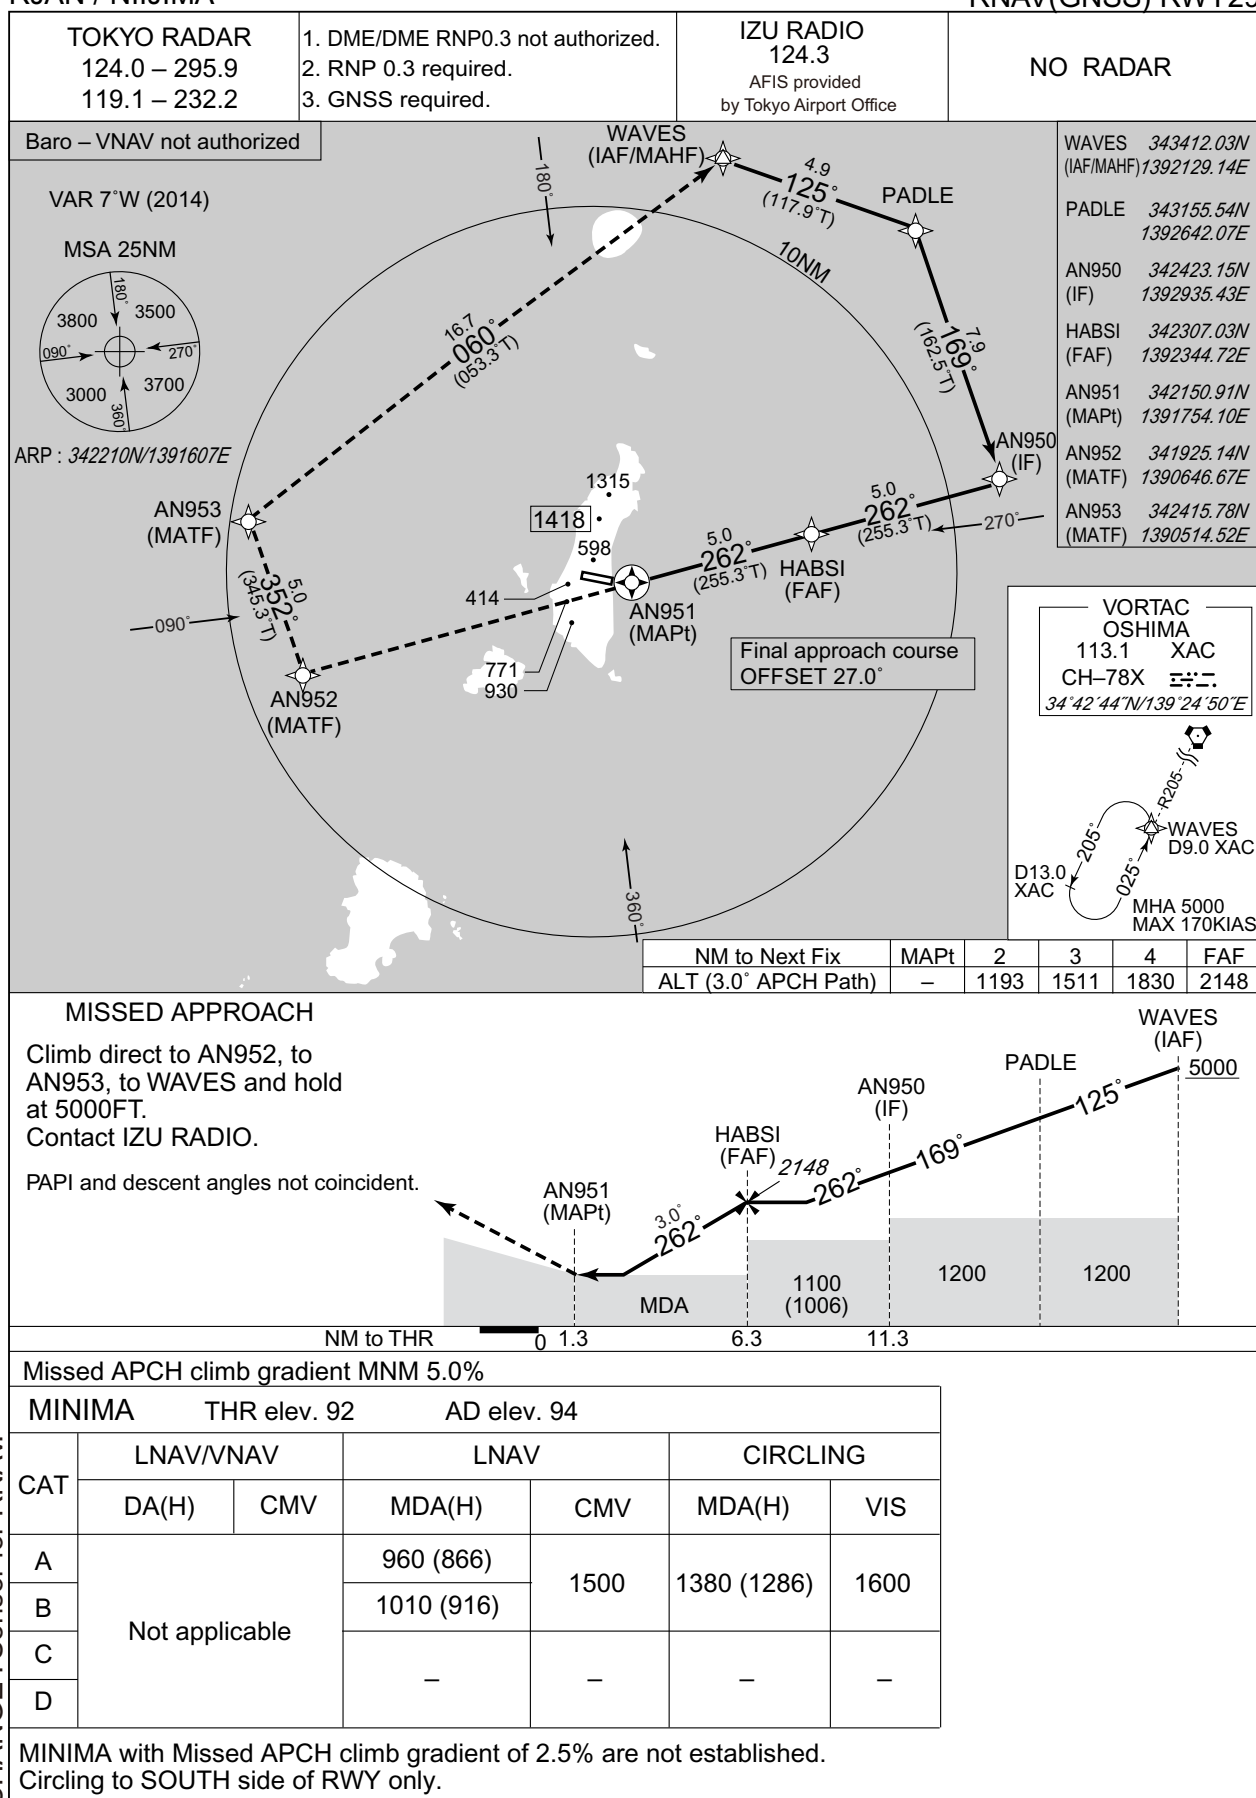 TOKYO RADAR
124.0 – 295.9
119.1 – 232.2
1. DME/DME RNP0.3 not authorized.
2. RNP 0.3 required.
3. GNSS required.
IZU RADIO
124.3
AFIS provided
by Tokyo Airport Office
NO RADAR
Baro – VNAV not authorized
VAR 7˚W (2014)
MSA 25NM
180˚
3800
3500
090˚
270˚
3000
3700
360˚
ARP : 342210N/1391607E
WAVES
(IAF/MAHF)
180˚
4.9
125˚
(117.9˚T)
PADLE
10NM
16.7
060˚
(053.3˚T)
7.9
169˚
(162.5˚T)
AN950
(IF)
5.0
262˚
(255.3˚T)
270˚
AN953
(MATF)
1315
1418
598
5.0
262˚
(255.3˚T)
HABSI
(FAF)
5.0
352˚
(345.3˚T)
414
AN951
(MAPt)
090˚
771
930
Final approach course
OFFSET 27.0˚
AN952
(MATF)
360˚
WAVES 343412.03N
(IAF/MAHF) 1392129.14E
PADLE 343155.54N
1392642.07E
AN950 342423.15N
(IF) 1392935.43E
HABSI 342307.03N
(FAF) 1392344.72E
AN951 342150.91N
(MAPt) 1391754.10E
AN952 341925.14N
(MATF) 1390646.67E
AN953 342415.78N
(MATF) 1390514.52E
VORTAC
OSHIMA
113.1 XAC
CH–78X
34˚42´44˝N/139˚24´50˝E
R205
205˚
025˚
WAVES
D9.0 XAC
D13.0
XAC
MHA 5000
MAX 170KIAS
NM to Next Fix MAPt 2 3 4 FAF
ALT (3.0˚ APCH Path) – 1193 1511 1830 2148
MISSED APPROACH
Climb direct to AN952, to
AN953, to WAVES and hold
at 5000FT.
Contact IZU RADIO.
PAPI and descent angles not coincident.
WAVES
(IAF)
5000
PADLE
125˚
AN950
(IF)
169˚
HABSI
(FAF)
2148
262˚
AN951
(MAPt)
3.0˚
262˚
MDA
1100
(1006)
1200
1200
NM to THR 0 1.3 6.3 11.3
Missed APCH climb gradient MNM 5.0%
MINIMA THR elev. 92 AD elev. 94
CAT LNAV/VNAV LNAV CIRCLING
DA(H) CMV MDA(H) CMV MDA(H) VIS
A 960 (866) 1500 1380 (1286) 1600
B 1010 (916)
Not applicable
C – – – –
D
MINIMA with Missed APCH climb gradient of 2.5% are not established.
Circling to SOUTH side of RWY only.